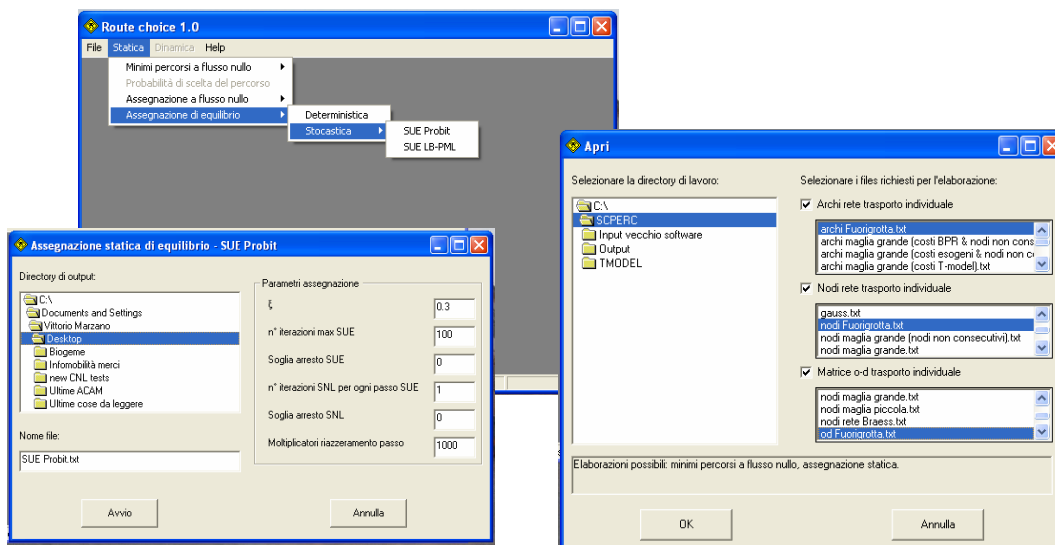 Route choice 1.0
File Statica Dinamica Help
Minimi percorsi a flusso nullo
Probabilità di scelta del percorso
Assegnazione a flusso nullo
Assegnazione di equilibrio
Deterministica
Stocastica
SUE Probit
SUE LB-PML
Assegnazione statica di equilibrio - SUE Probit
Directory di output:
C:\
Documents and Settings
Vittorio Marzano
Desktop
Biogeme
Infomobilità merci
new CNL tests
Ultime ACAM
Ultime cose da leggere
Nome file:
SUE Probit.txt
Parametri assegnazione
ξ 0.3
n° iterazioni max SUE 100
Soglia arresto SUE 0
n° iterazioni SNL per ogni passo SUE 1
Soglia arresto SNL 0
Moltiplicatori riazzeramento passo 1000
Avvio Annulla
Apri
Selezionare la directory di lavoro:
C:\
SCPERC
Input vecchio software
Output
TMODEL
Selezionare i files richiesti per l'elaborazione:
Archi rete trasporto individuale
archi Fuorigrotta.txt
archi maglia grande (costi BPR & nodi non cons
archi maglia grande (costi esogeni & nodi non co
archi maglia grande (costi T-model).txt
Nodi rete trasporto individuale
gauss.txt
nodi Fuorigrotta.txt
nodi maglia grande (nodi non consecutivi).txt
nodi maglia grande.txt
Matrice o-d trasporto individuale
nodi maglia grande.txt
nodi maglia piccola.txt
nodi rete Braess.txt
od Fuorigrotta.txt
Elaborazioni possibili: minimi percorsi a flusso nullo, assegnazione statica.
OK Annulla